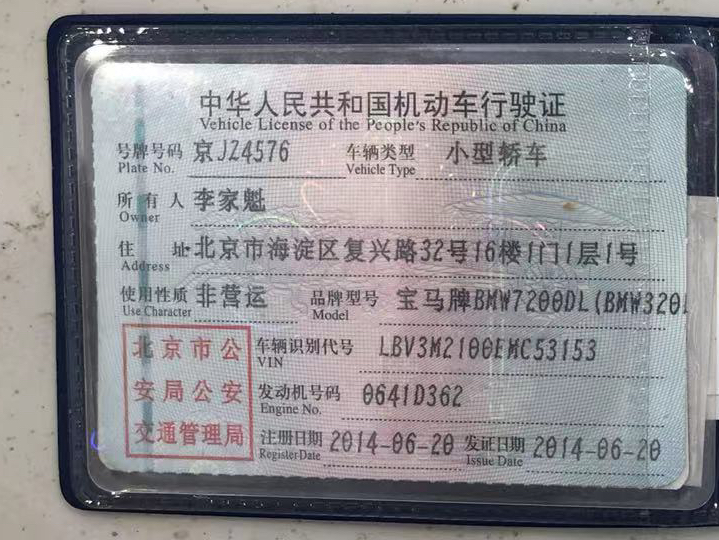 中华人民共和国机动车行驶证
Vehicle License of the People's Republic of China
号牌号码 京JZ4576 车辆类型 小型轿车
Plate No. Vehicle Type
所有人 李家魁
Owner
住址 北京市海淀区复兴路32号16楼1门1层1号
Address
使用性质 非营运 品牌型号 宝马牌BMW7200DL(BMW320L
Use Character Model
北京市公 车辆识别代号 LBV3M2100EMC53153
VIN
安局公安 发动机号码 0641D362
Engine No.
交通管理局 注册日期 2014-06-20 发证日期 2014-06-20
Register Date Issue Date